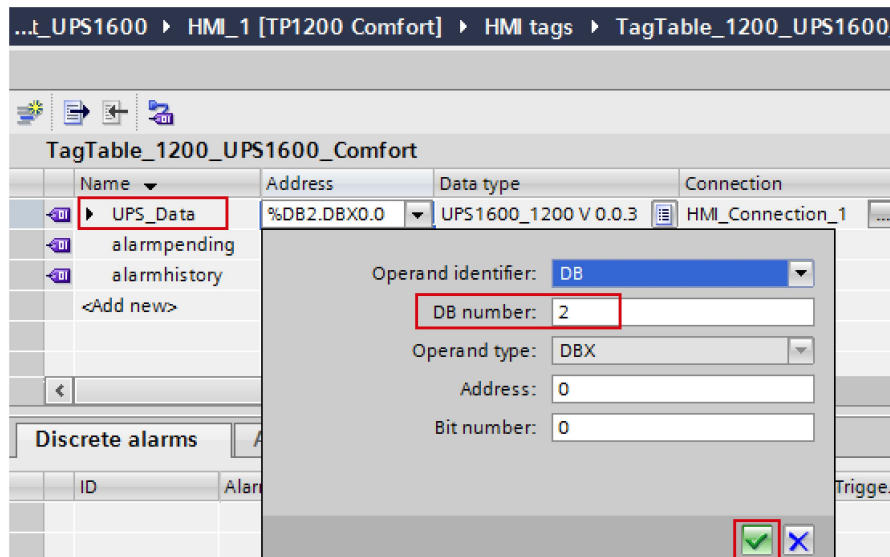 ...t_UPS1600 ▸ HMI_1 [TP1200 Comfort] ▸ HMI tags ▸ TagTable_1200_UPS1600_
TagTable_1200_UPS1600_Comfort
Name Address Data type Connection
UPS_Data %DB2.DBX0.0 UPS1600_1200 V 0.0.3 HMI_Connection_1 ...
alarmpending
alarmhistory
<Add new>
Operand identifier: DB
DB number: 2
Operand type: DBX
Address: 0
Bit number: 0
Discrete alarms
ID Alar Trigge.